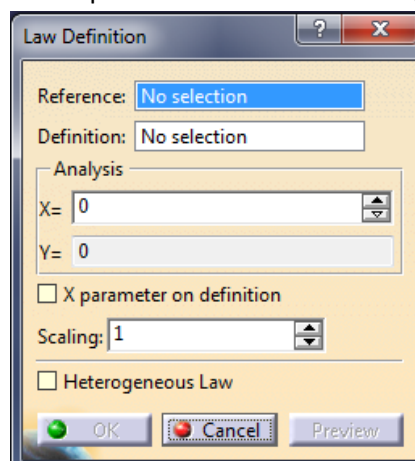 Law Definition ? x
Reference: No selection
Definition: No selection
Analysis
X= 0
Y= 0
X parameter on definition
Scaling: 1
Heterogeneous Law
OK Cancel Preview